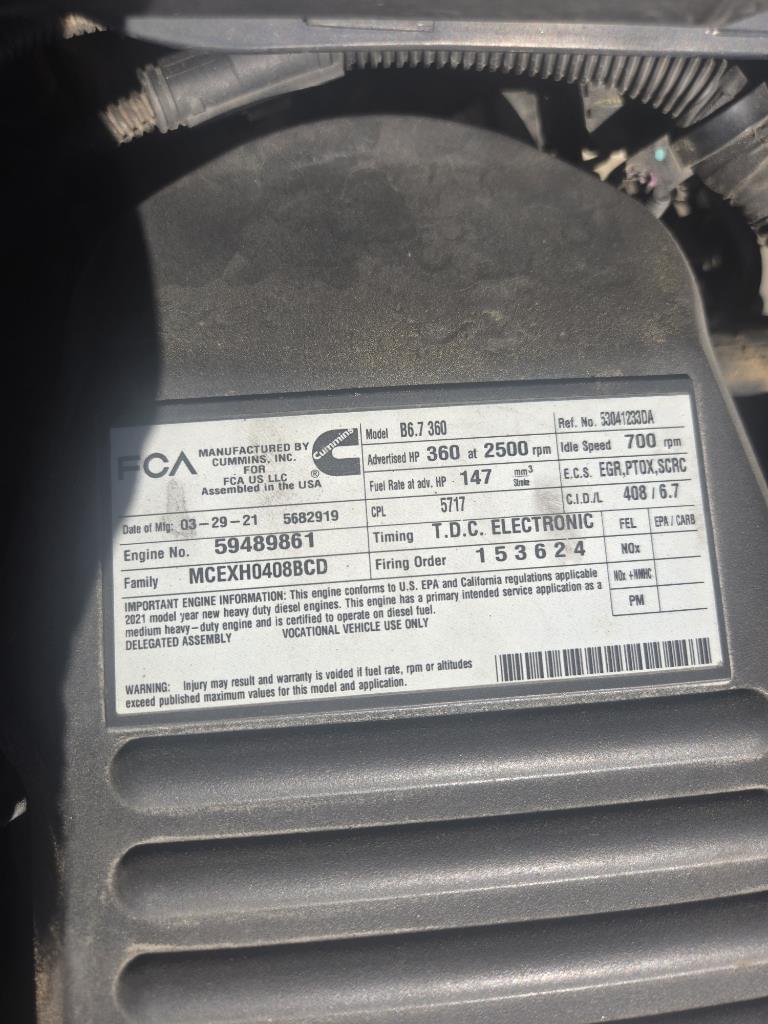 FCA
MANUFACTURED BY
CUMMINS, INC.
FOR
FCA US LLC
Assembled in the USA
Cummins ®
Date of Mfg: 03-29-21 5682919
Engine No. 59489861
Family MCEXH0408BCD
Model B6.7 360
Advertised HP 360 at 2500 rpm
Fuel Rate at adv. HP 147 mm³ Stroke
CPL 5717
Timing T.D.C. ELECTRONIC
Firing Order 1 5 3 6 2 4
Ref. No. 53041233DA
Idle Speed 700 rpm
E.C.S. EGR,PTOX,SCRC
C.I.D./L 408 / 6.7
FEL EPA / CARB
NOx
NOx +NMHC
PM
IMPORTANT ENGINE INFORMATION: This engine conforms to U.S. EPA and California regulations applicable
2021 model year new heavy duty diesel engines. This engine has a primary intended service application as a
medium heavy-duty engine and is certified to operate on diesel fuel.
DELEGATED ASSEMBLY VOCATIONAL VEHICLE USE ONLY
WARNING: Injury may result and warranty is voided if fuel rate, rpm or altitudes
exceed published maximum values for this model and application.